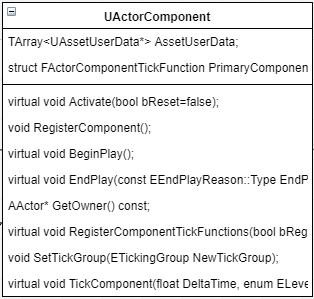 UActorComponent
TArray<UAssetUserData*> AssetUserData;
struct FActorComponentTickFunction PrimaryComponen
virtual void Activate(bool bReset=false);
void RegisterComponent();
virtual void BeginPlay();
virtual void EndPlay(const EEndPlayReason::Type EndP
AActor* GetOwner() const;
virtual void RegisterComponentTickFunctions(bool bReg
void SetTickGroup(ETickingGroup NewTickGroup);
virtual void TickComponent(float DeltaTime, enum ELeve